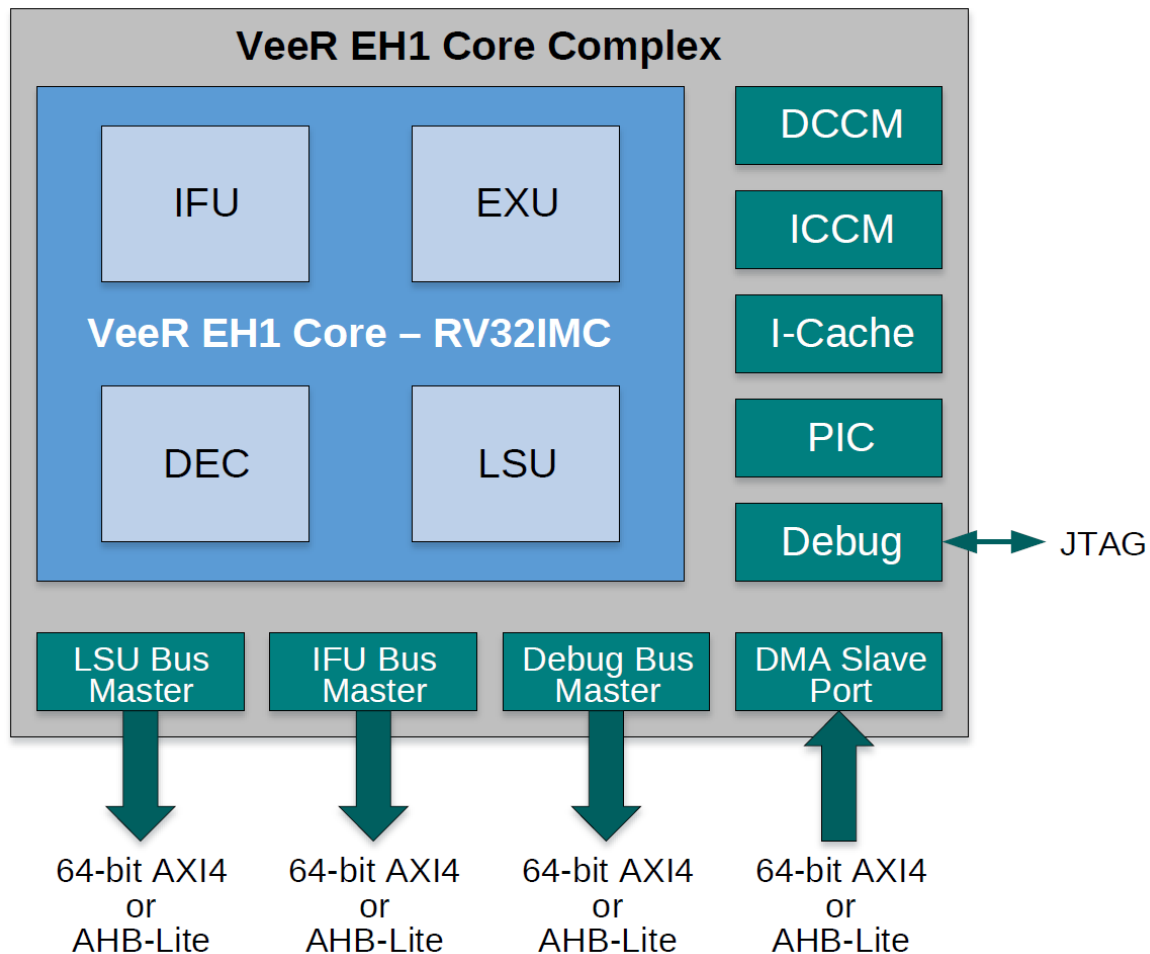 VeeR EH1 Core Complex
IFU
EXU
VeeR EH1 Core – RV32IMC
DEC
LSU
DCCM
ICCM
I-Cache
PIC
Debug
JTAG
LSU Bus
Master
IFU Bus
Master
Debug Bus
Master
DMA Slave
Port
64-bit AXI4
or
AHB-Lite
64-bit AXI4
or
AHB-Lite
64-bit AXI4
or
AHB-Lite
64-bit AXI4
or
AHB-Lite